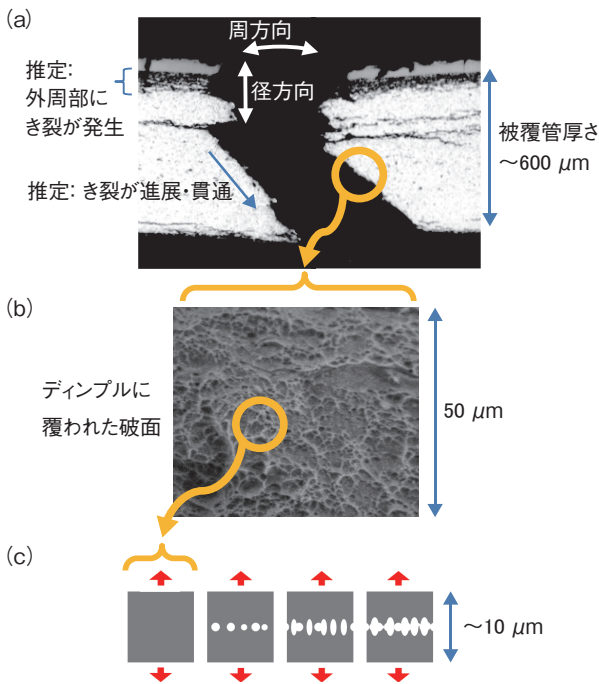 (a)
周方向
径方向
推定:
外周部に
き裂が発生
推定: き裂が進展・貫通
被覆管厚さ
～600 μm
(b)
ディンプルに
覆われた破面
50 μm
(c)
～10 μm